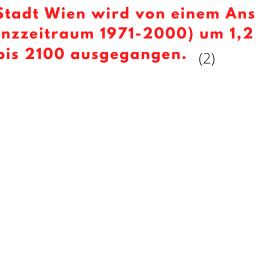 Stadt Wien wird von einem Ans
nzzeitraum 1971-2000) um 1,2
bis 2100 ausgegangen. (2)